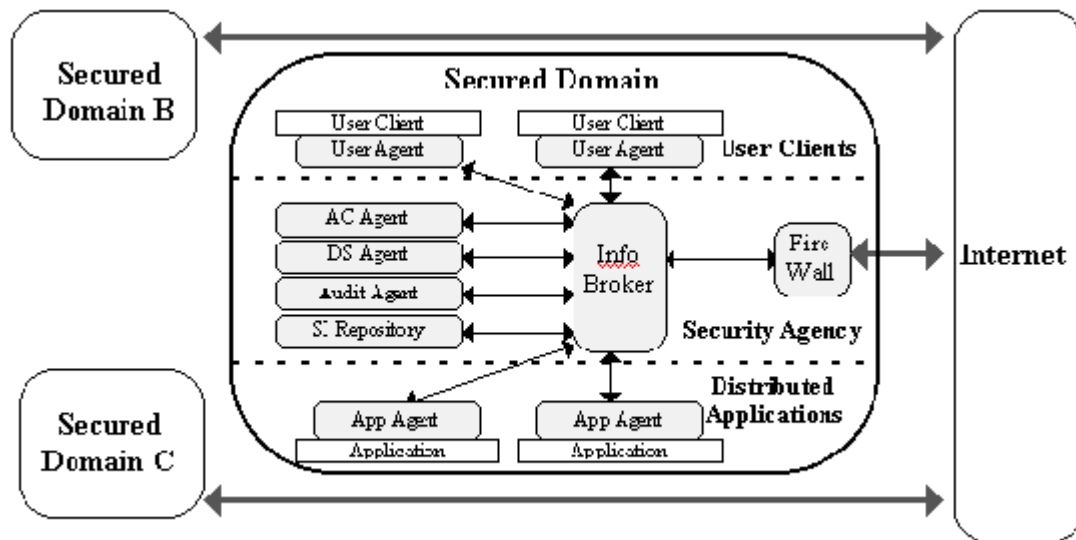 Secured
Domain B
Secured Domain
User Client
User Agent
User Client
User Agent
User Clients
AC Agent
DS Agent
Audit Agent
Repository
Info
Broker
Fire
Wall
Internet
Security Agency
Distributed
Applications
App Agent
Application
App Agent
Application
Secured
Domain C